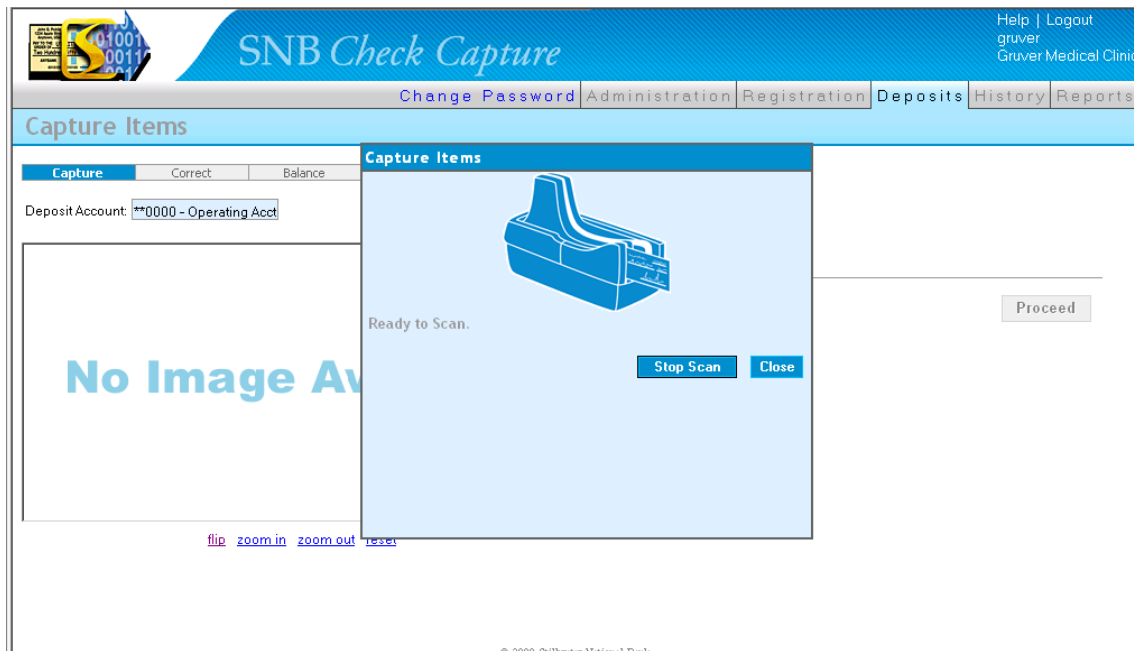 Help | Logout
gruver
Gruver Medical Clinic
SNB Check Capture
Change Password Administration Registration Deposits History Reports
Capture Items
Capture Correct Balance
Deposit Account: **0000 - Operating Acct
Capture Items
Ready to Scan.
Stop Scan Close
Proceed
No Image Av
flip zoom in zoom out reset